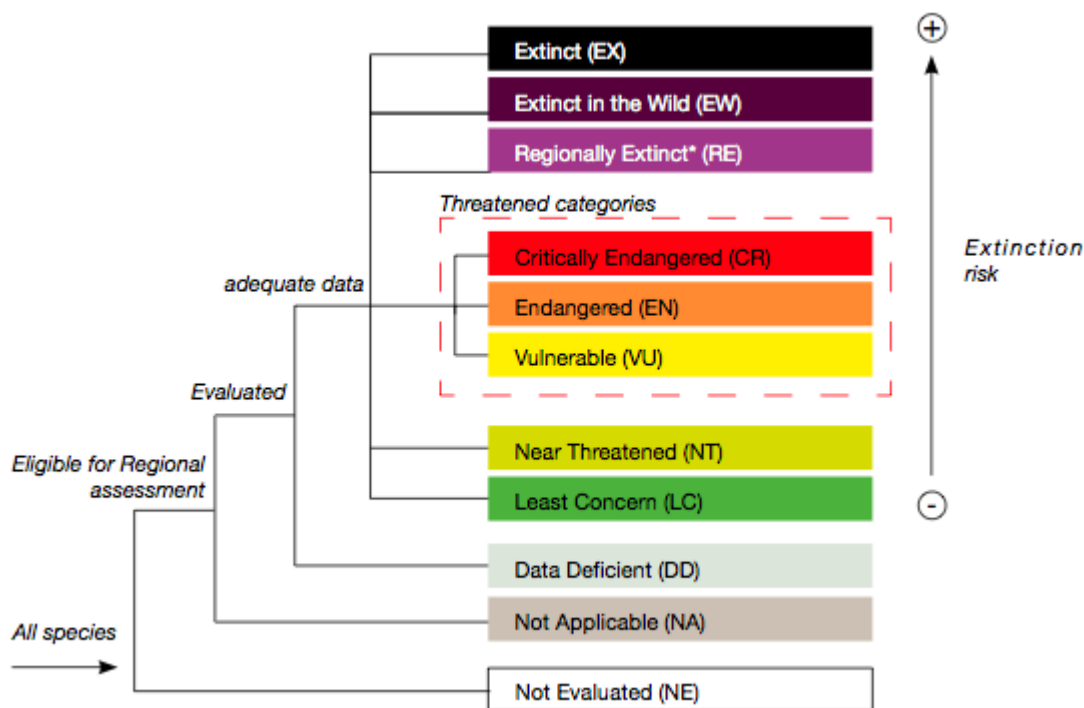 Extinct (EX)
Extinct in the Wild (EW)
Regionally Extinct* (RE)
Threatened categories
Critically Endangered (CR)
Endangered (EN)
Vulnerable (VU)
adequate data
Evaluated
Eligible for Regional
assessment
Near Threatened (NT)
Least Concern (LC)
Data Deficient (DD)
Not Applicable (NA)
All species
Not Evaluated (NE)
+
Extinction
risk
-